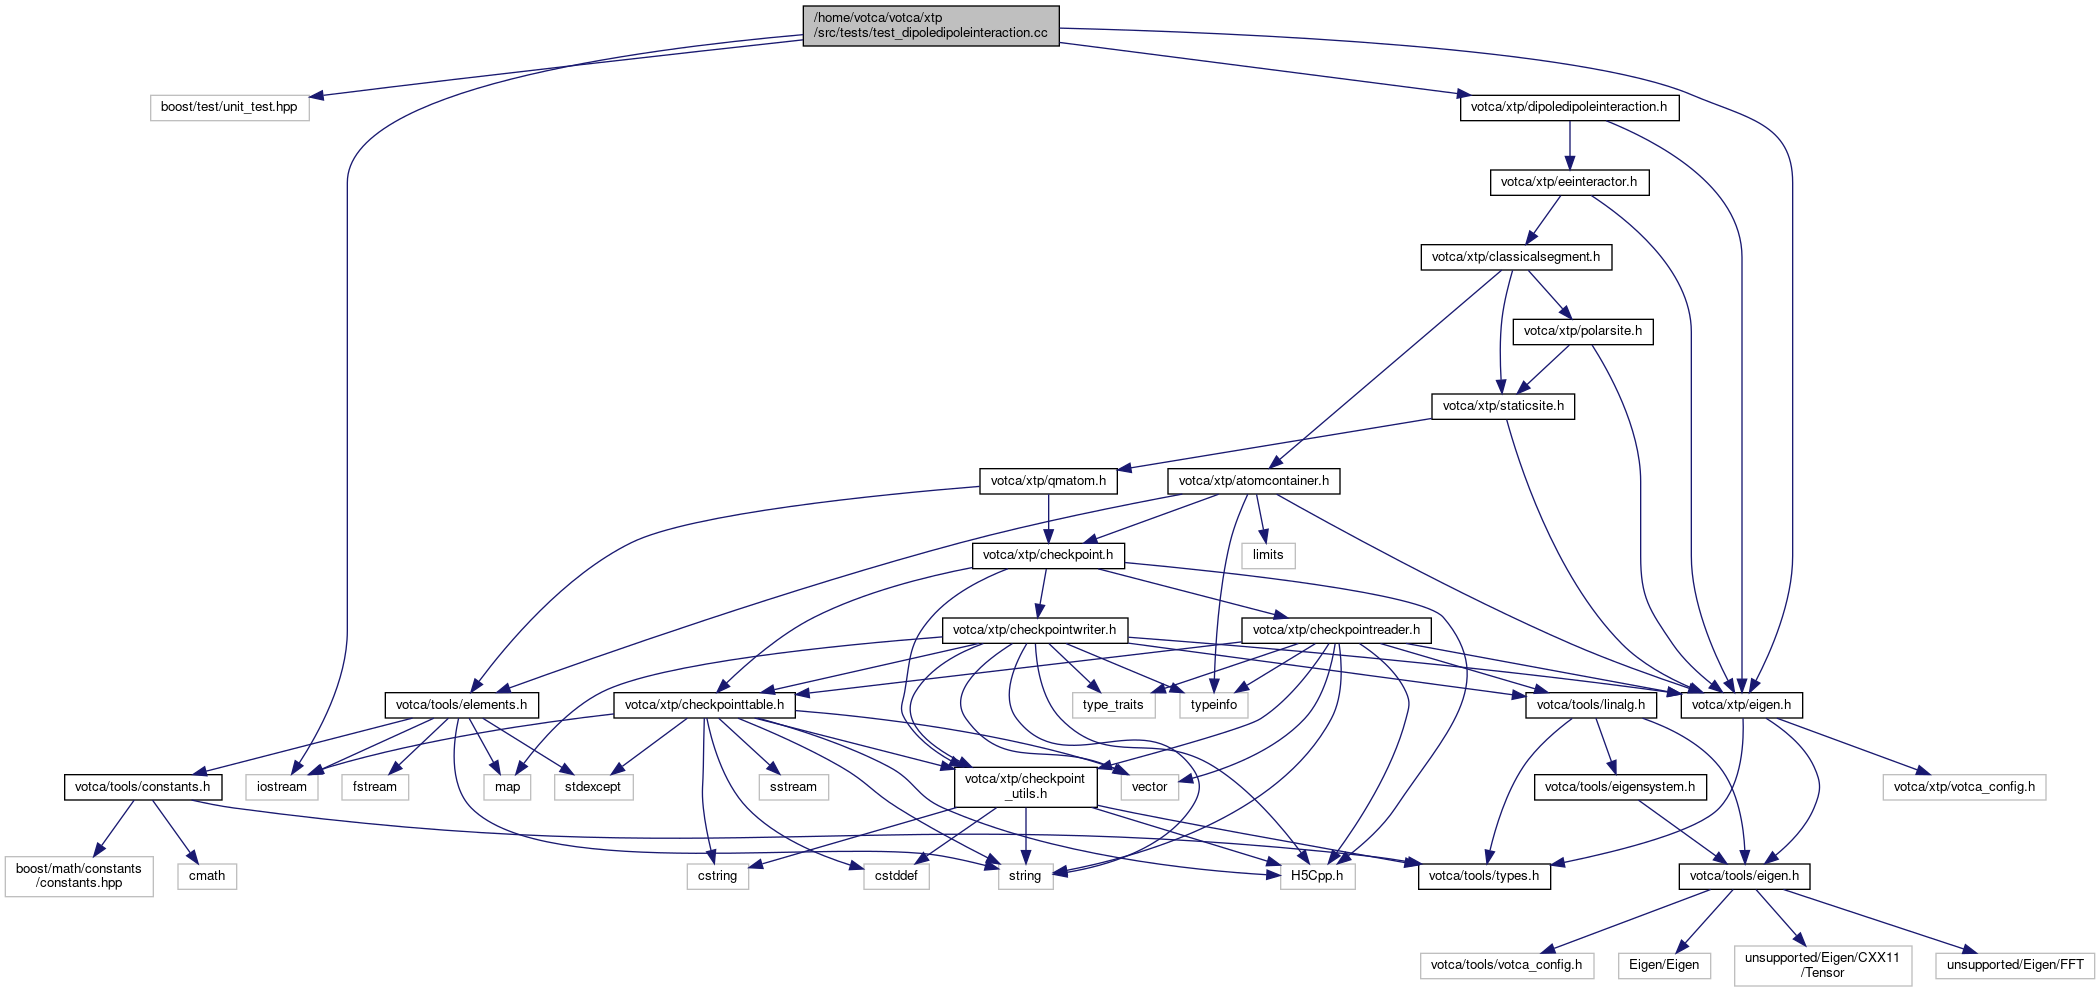 /home/votca/votca/xtp
/src/tests/test_dipoledipoleinteraction.cc
boost/test/unit_test.hpp
votca/xtp/dipoledipoleinteraction.h
votca/xtp/eeinteractor.h
votca/xtp/classicalsegment.h
votca/xtp/polarsite.h
votca/xtp/staticsite.h
votca/xtp/qmatom.h
votca/xtp/atomcontainer.h
votca/xtp/checkpoint.h
limits
votca/xtp/checkpointwriter.h
votca/xtp/checkpointreader.h
votca/tools/elements.h
votca/xtp/checkpointtable.h
type_traits
typeinfo
votca/tools/linalg.h
votca/xtp/eigen.h
votca/tools/constants.h
iostream
fstream
map
stdexcept
sstream
votca/xtp/checkpoint
_utils.h
vector
votca/tools/eigensystem.h
votca/xtp/votca_config.h
boost/math/constants
/constants.hpp
cmath
cstring
cstddef
string
H5Cpp.h
votca/tools/types.h
votca/tools/eigen.h
votca/tools/votca_config.h
Eigen/Eigen
unsupported/Eigen/CXX11
/Tensor
unsupported/Eigen/FFT